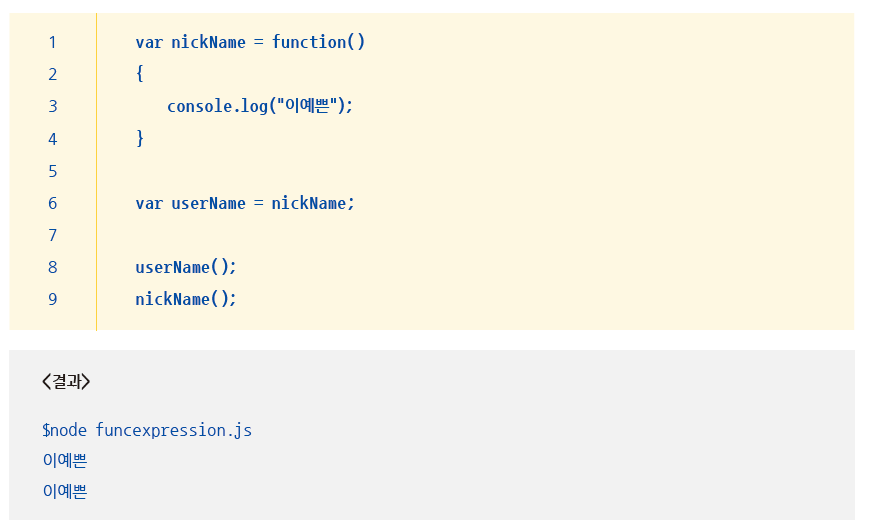 1 var nickName = function()
2 {
3 console.log("이예쁜");
4 }
5
6 var userName = nickName;
7
8 userName();
9 nickName();
<결과>
$node funcexpression.js
이예쁜
이예쁜